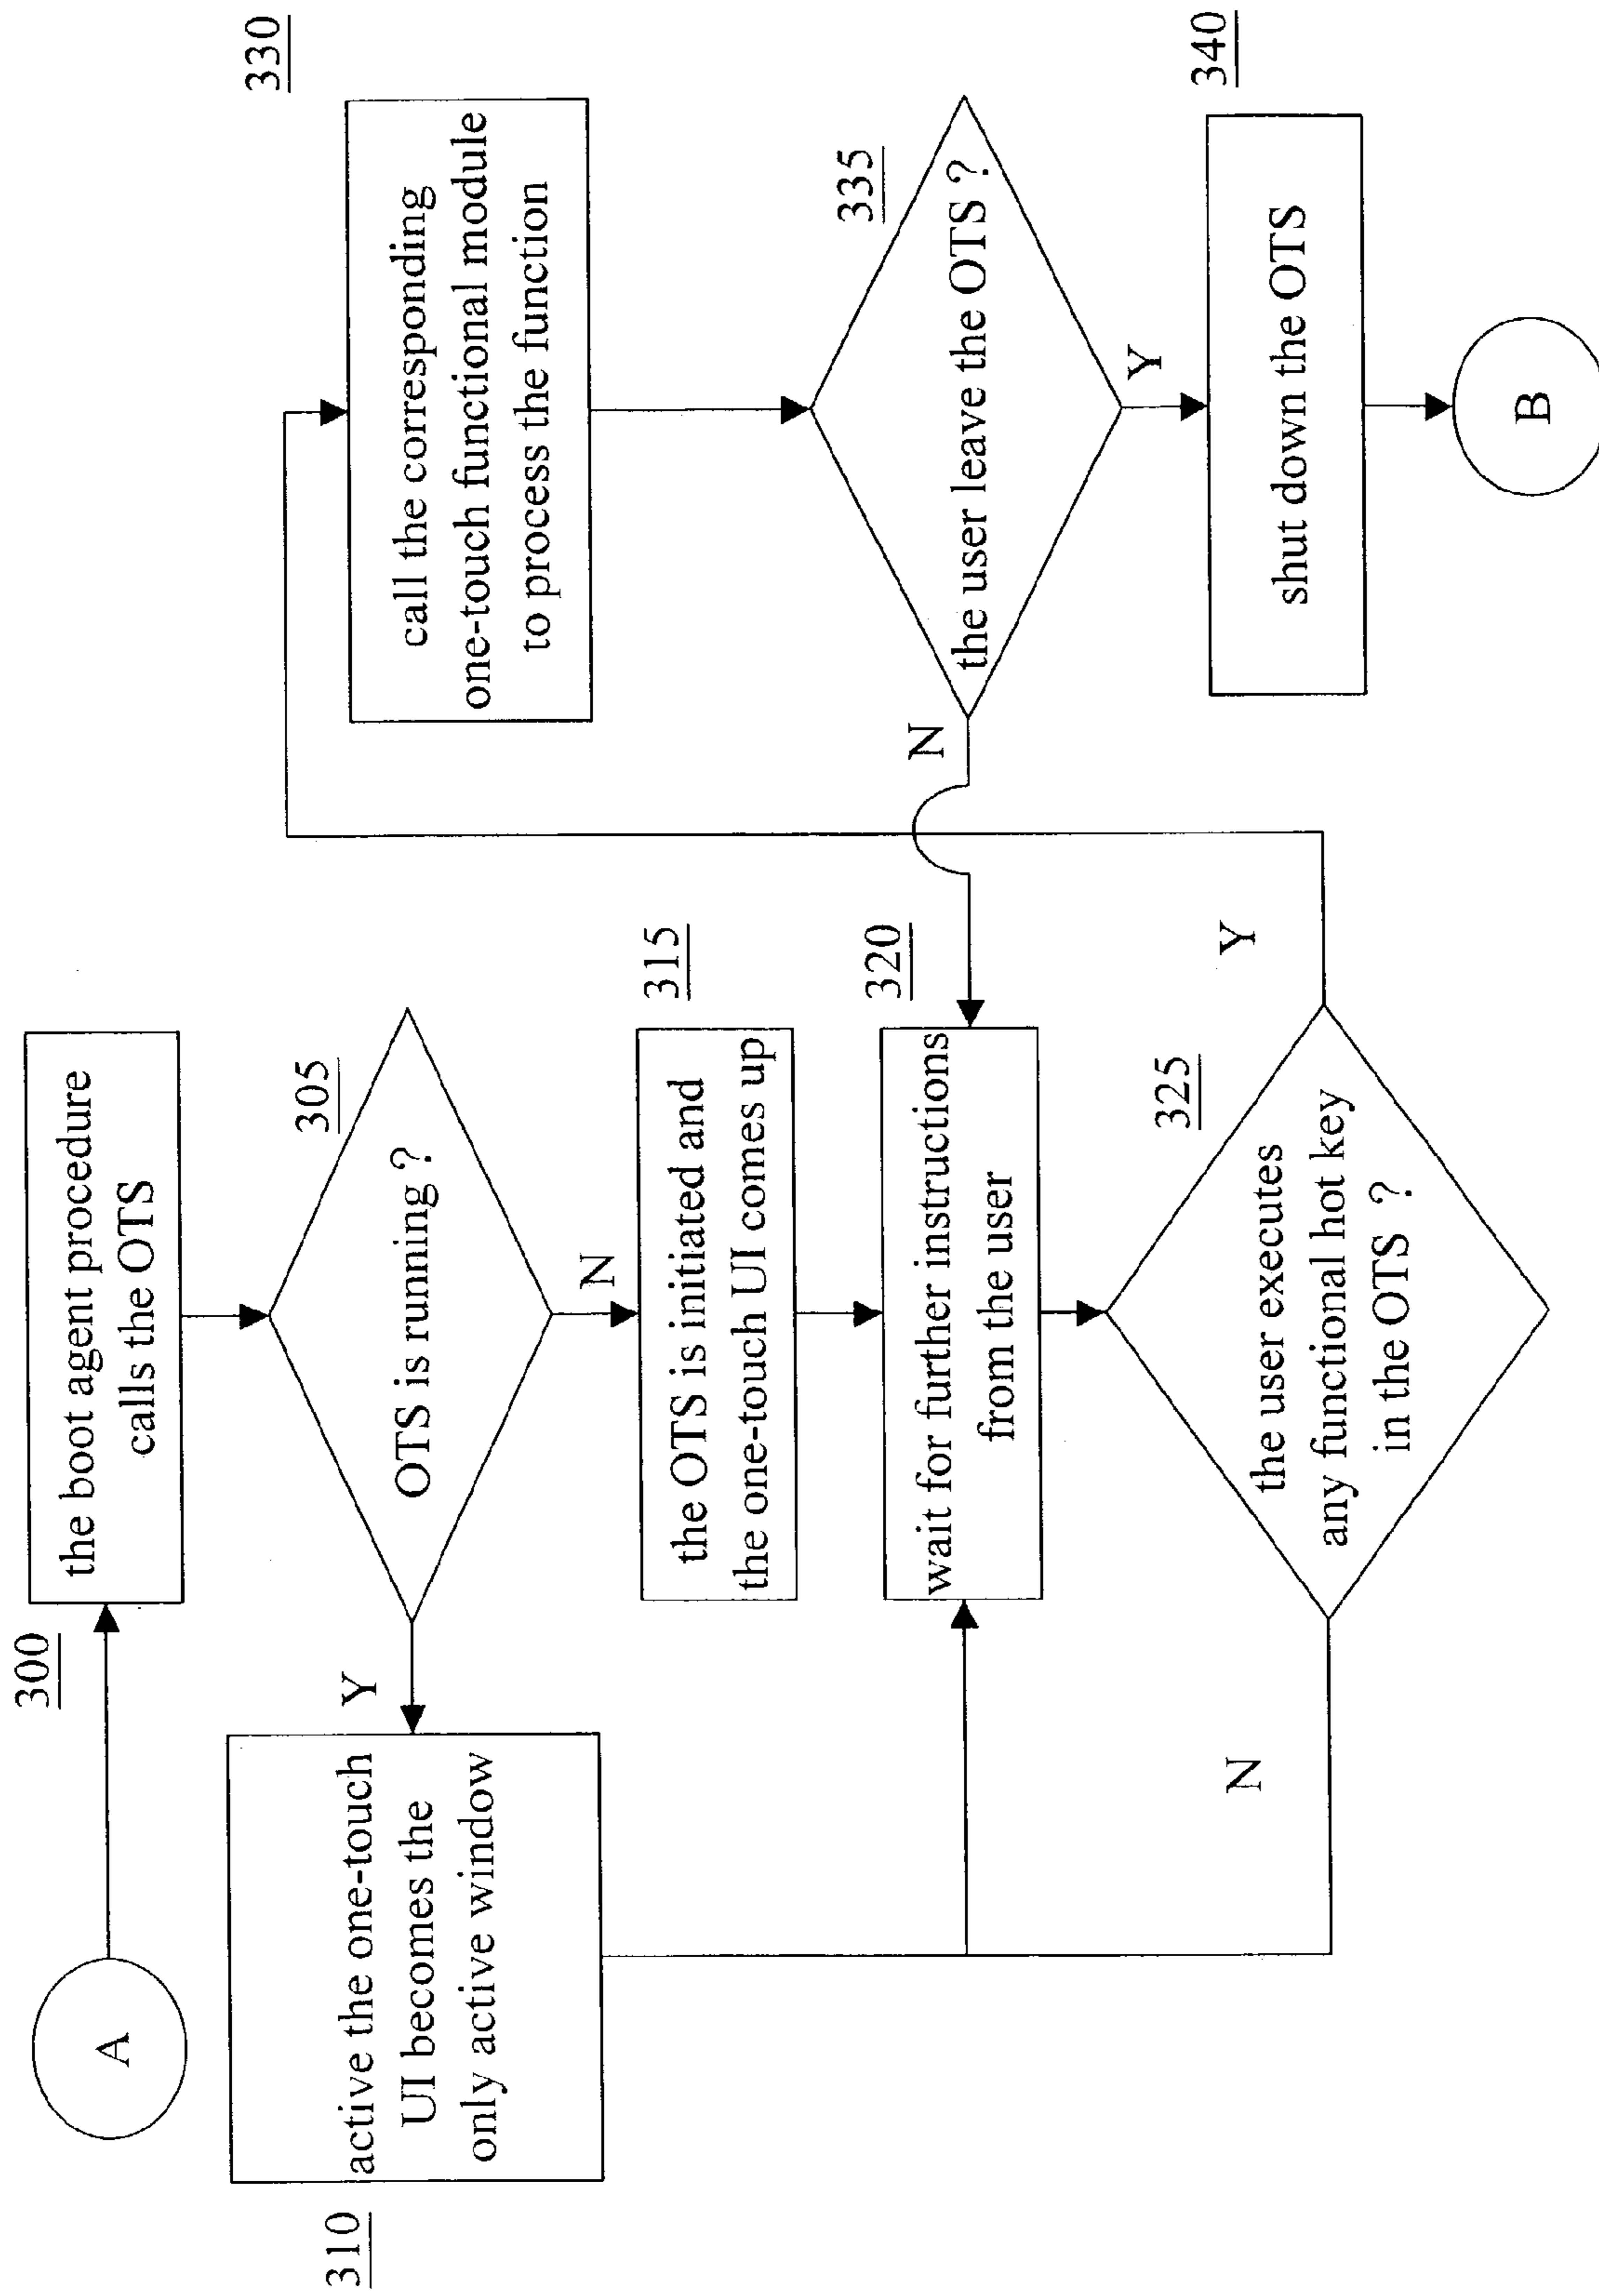 A
300
the boot agent procedure
calls the OTS
305
OTS is running ?
Y
N
310
active the one-touch
UI becomes the
only active window
315
the OTS is initiated and
the one-touch UI comes up
320
wait for further instructions
from the user
325
the user executes
any functional hot key
in the OTS ?
N
Y
330
call the corresponding
one-touch functional module
to process the function
335
the user leave the OTS ?
N
Y
340
shut down the OTS
B